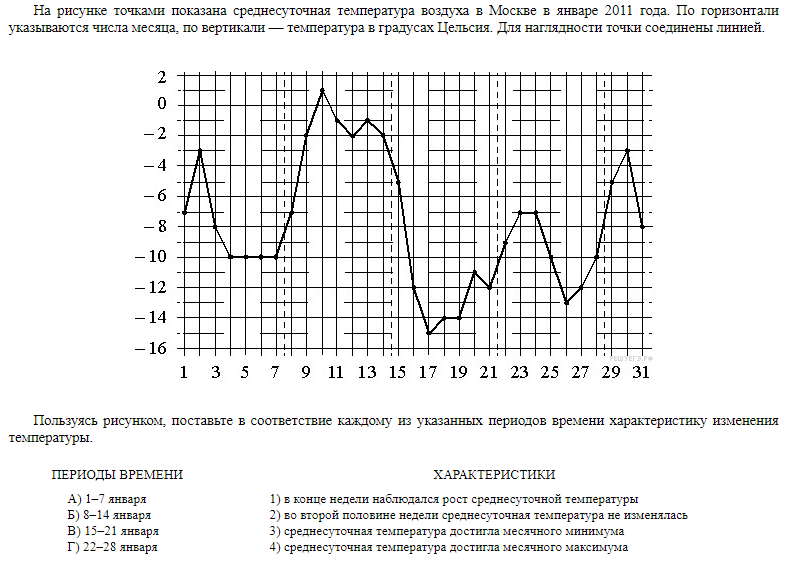 На рисунке точками показана среднесуточная температура воздуха в Москве в январе 2011 года. По горизонтали
указываются числа месяца, по вертикали — температура в градусах Цельсия. Для наглядности точки соединены линией.
2
0
−2
−4
−6
−8
−10
−12
−14
−16
РЕШУЕГЭ.РФ
1 3 5 7 9 11 13 15 17 19 21 23 25 27 29 31
Пользуясь рисунком, поставьте в соответствие каждому из указанных периодов времени характеристику изменения
температуры.
ПЕРИОДЫ ВРЕМЕНИ ХАРАКТЕРИСТИКИ
А) 1–7 января 1) в конце недели наблюдался рост среднесуточной температуры
Б) 8–14 января 2) во второй половине недели среднесуточная температура не изменялась
В) 15–21 января 3) среднесуточная температура достигла месячного минимума
Г) 22–28 января 4) среднесуточная температура достигла месячного максимума